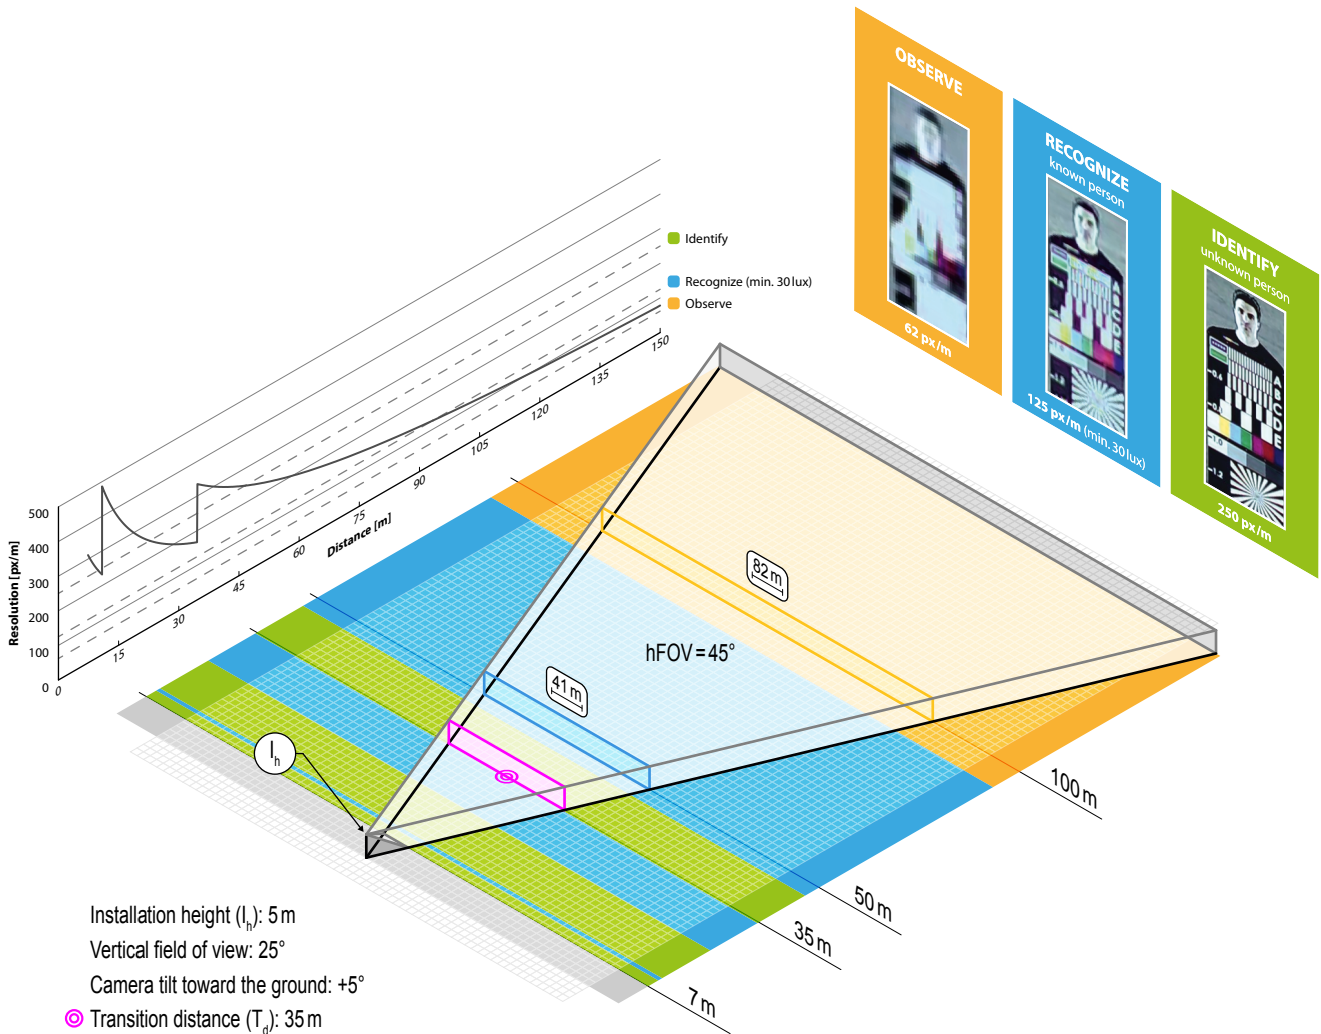 OBSERVE
62 px/m
RECOGNIZE
known person
125 px/m (min. 30 lux)
IDENTIFY
unknown person
250 px/m
A
B
C
D
E
Identify
Recognize (min. 30 lux)
Observe
Resolution [px/m]
500
400
300
200
100
0
0
15
30
45
60
75
90
105
120
135
150
Distance [m]
82 m
hFOV = 45°
41 m
Ih
100 m
50 m
35 m
7 m
Installation height (Ih): 5 m
Vertical field of view: 25°
Camera tilt toward the ground: +5°
Transition distance (Td): 35 m